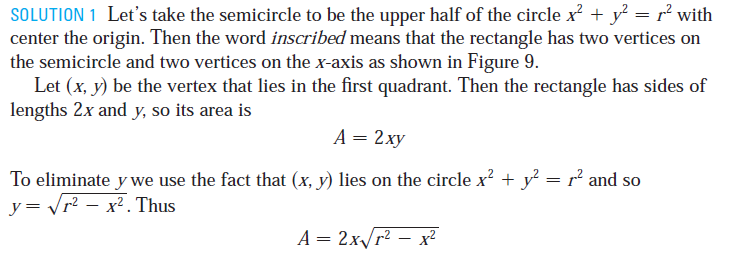 SOLUTION 1 Let's take the semicircle to be the upper half of the circle x² + y² = r² with
center the origin. Then the word inscribed means that the rectangle has two vertices on
the semicircle and two vertices on the x-axis as shown in Figure 9.
Let (x, y) be the vertex that lies in the first quadrant. Then the rectangle has sides of
lengths 2x and y, so its area is
A = 2xy
To eliminate y we use the fact that (x, y) lies on the circle x² + y² = r² and so
y = √(r² − x²). Thus
A = 2x√(r² − x²)